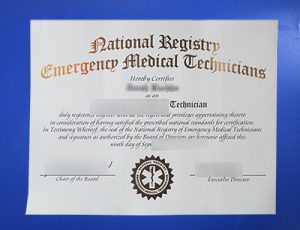 National Registry
Emergency Medical Technicians
Hereby Certifies
as an
Technician
duly registered together with all the rights and privileges appertaining thereto
in consideration of having satisfied the prescribed national standards for certification.
In Testimony Whereof, the seal of the National Registry of Emergency Medical Technicians
and signature as authorized by the Board of Directors are hereunto affixed this
ninth day of Sept
Chair of the Board
Executive Director